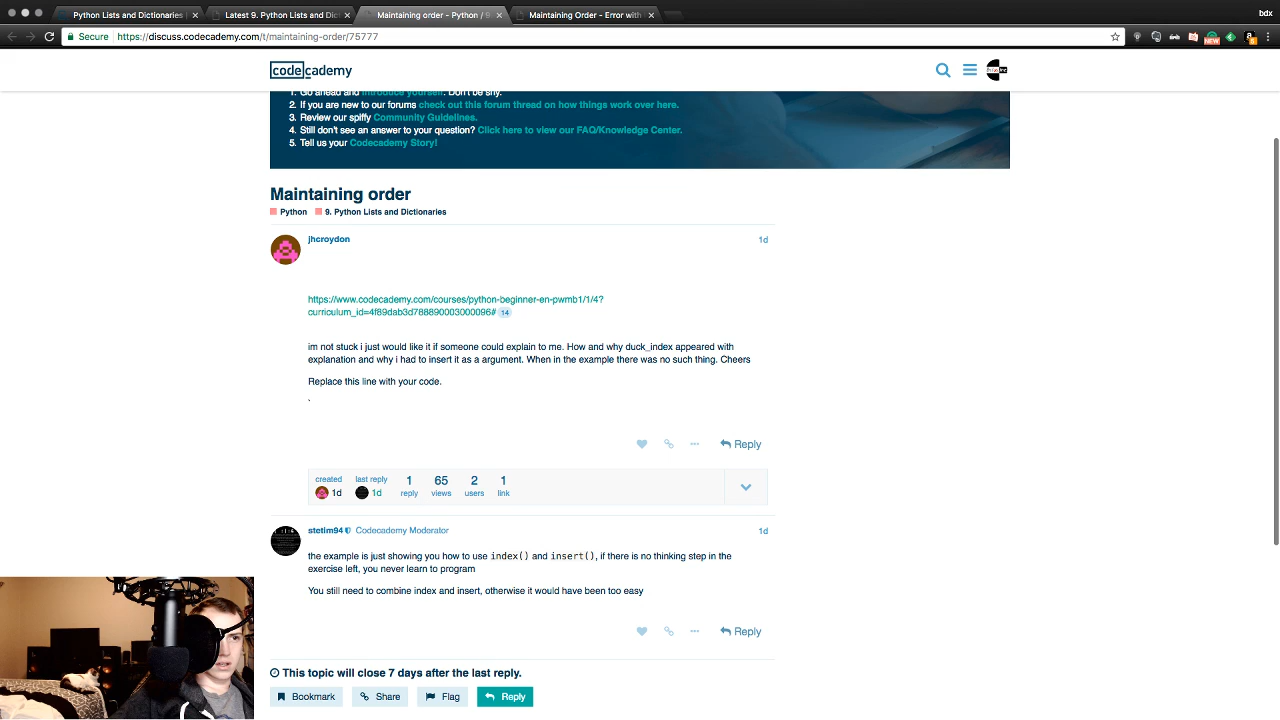 Python Lists and Dictionaries
Latest 9. Python Lists and Dict
Maintaining order - Python / 9
Maintaining Order - Error with
bdx
Secure
https://discuss.codecademy.com/t/maintaining-order/75777
codecademy
1. Go ahead and introduce yourself. Don't be shy.
2. If you are new to our forums check out this forum thread on how things work over here.
3. Review our spiffy Community Guidelines.
4. Still don't see an answer to your question? Click here to view our FAQ/Knowledge Center.
5. Tell us your Codecademy Story!
Maintaining order
Python 9. Python Lists and Dictionaries
jhcroydon 1d
https://www.codecademy.com/courses/python-beginner-en-pwmb1/1/4?
curriculum_id=4f89dab3d788890003000096# 14
im not stuck i just would like it if someone could explain to me. How and why duck_index appeared with
explanation and why i had to insert it as a argument. When in the example there was no such thing. Cheers
Replace this line with your code.
`
Reply
created last reply 1 65 2 1
1d 1d reply views users link
stetim94 Codecademy Moderator 1d
the example is just showing you how to use index() and insert(), if there is no thinking step in the
exercise left, you never learn to program
You still need to combine index and insert, otherwise it would have been too easy
Reply
This topic will close 7 days after the last reply.
Bookmark Share Flag Reply